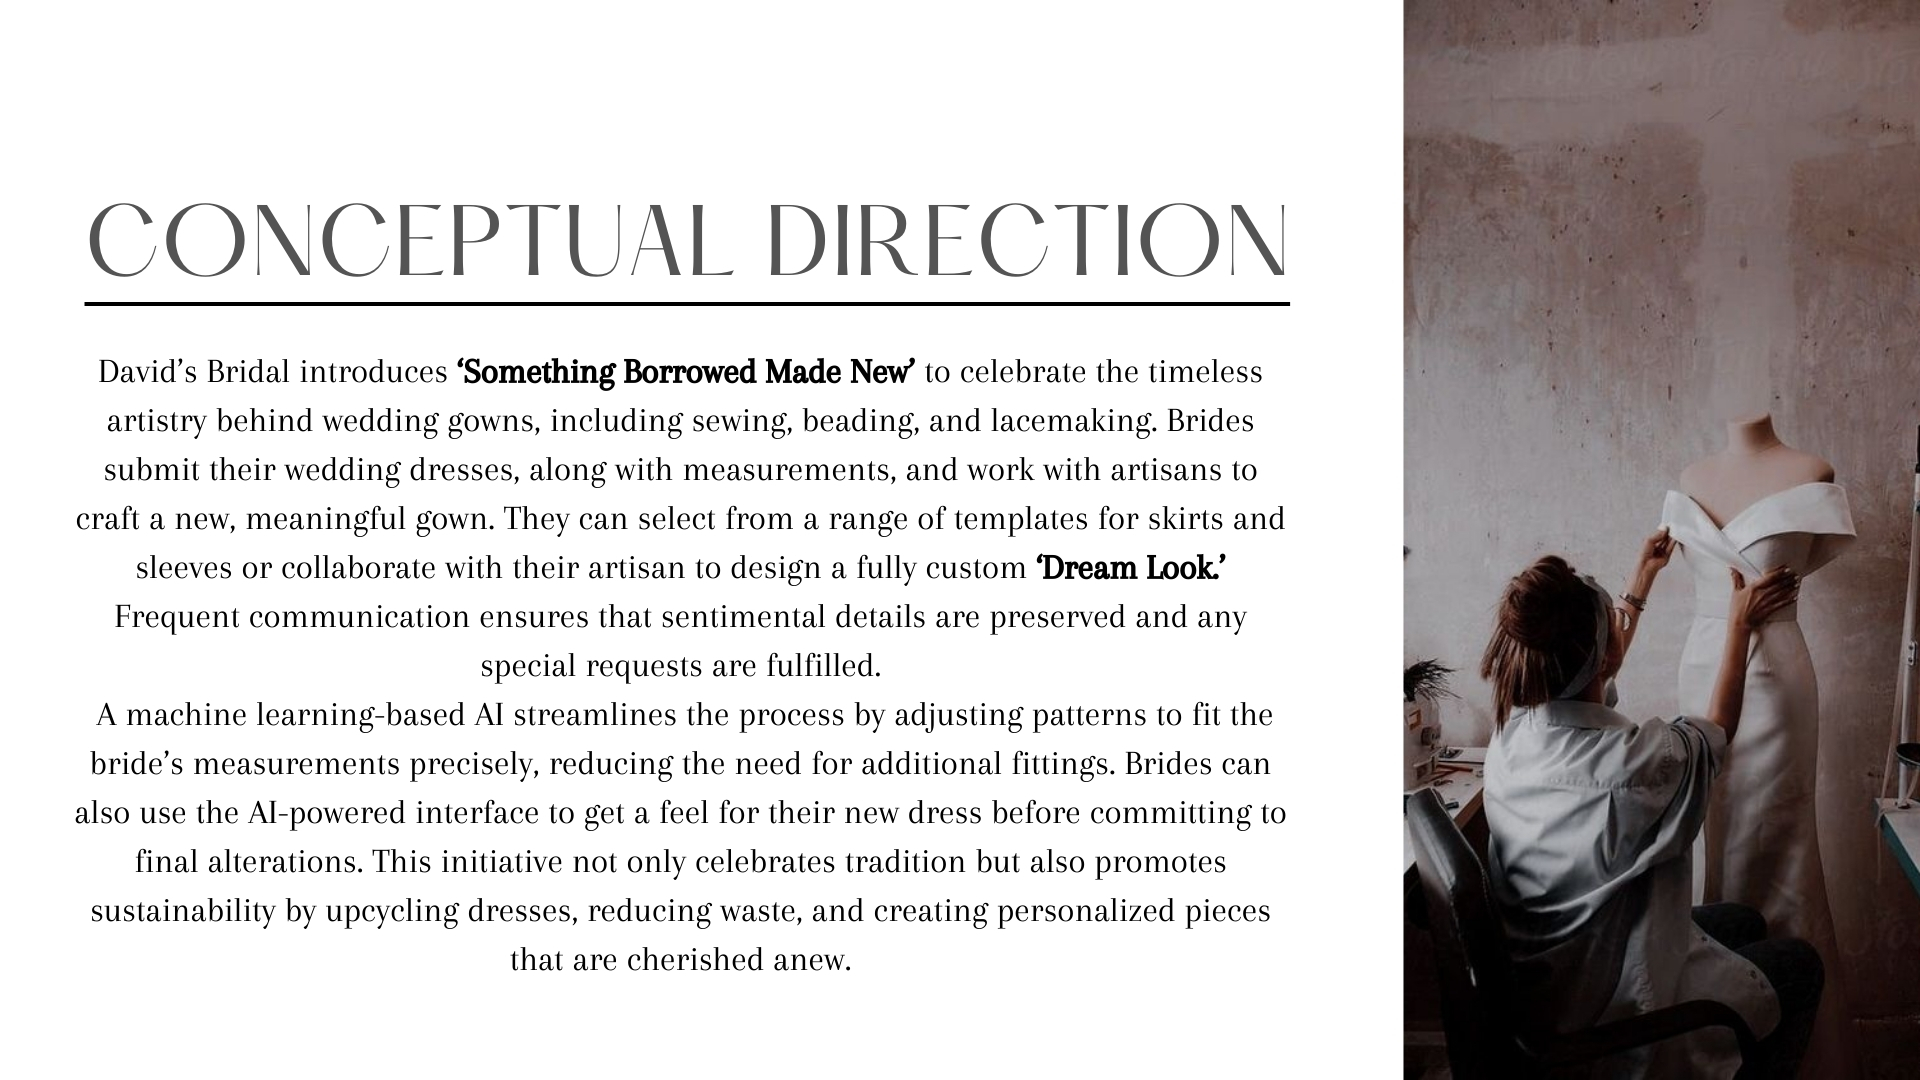 CONCEPTUAL DIRECTION
David’s Bridal introduces ‘Something Borrowed Made New’ to celebrate the timeless
artistry behind wedding gowns, including sewing, beading, and lacemaking. Brides
submit their wedding dresses, along with measurements, and work with artisans to
craft a new, meaningful gown. They can select from a range of templates for skirts and
sleeves or collaborate with their artisan to design a fully custom ‘Dream Look.’
Frequent communication ensures that sentimental details are preserved and any
special requests are fulfilled.
A machine learning-based AI streamlines the process by adjusting patterns to fit the
bride’s measurements precisely, reducing the need for additional fittings. Brides can
also use the AI-powered interface to get a feel for their new dress before committing to
final alterations. This initiative not only celebrates tradition but also promotes
sustainability by upcycling dresses, reducing waste, and creating personalized pieces
that are cherished anew.